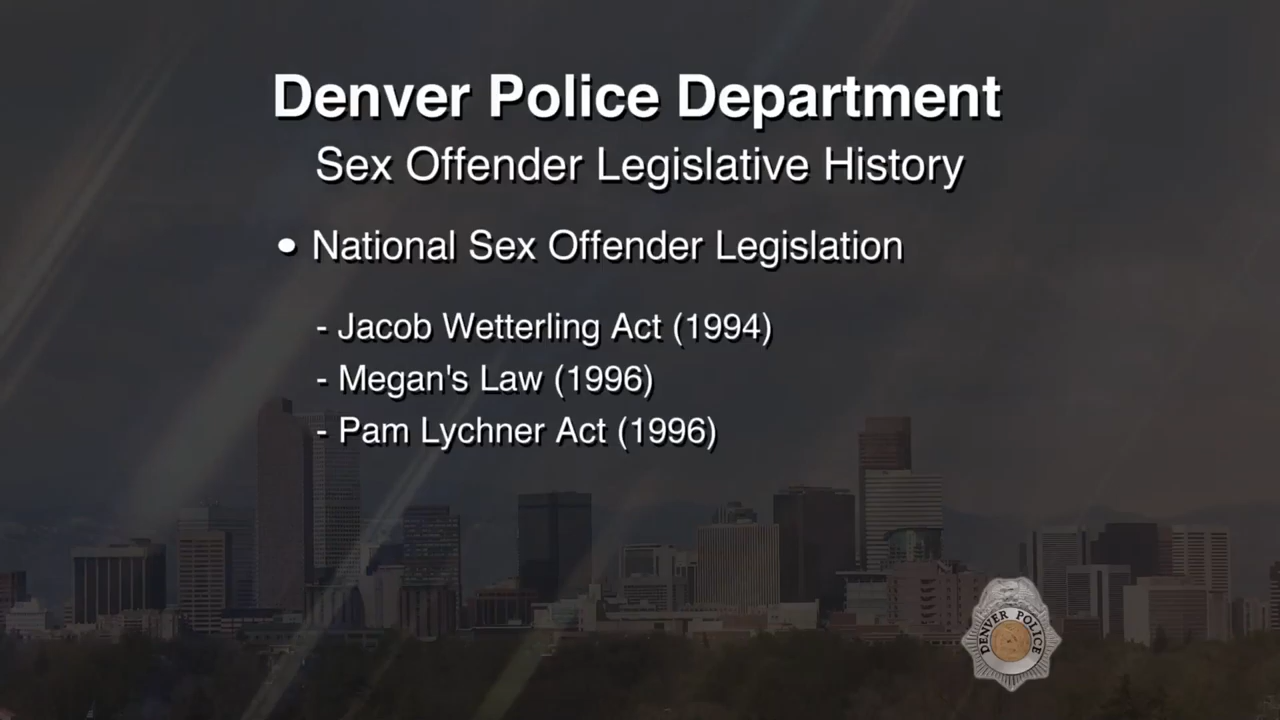 Denver Police Department
Sex Offender Legislative History
• National Sex Offender Legislation
- Jacob Wetterling Act (1994)
- Megan's Law (1996)
- Pam Lychner Act (1996)
DENVER POLICE